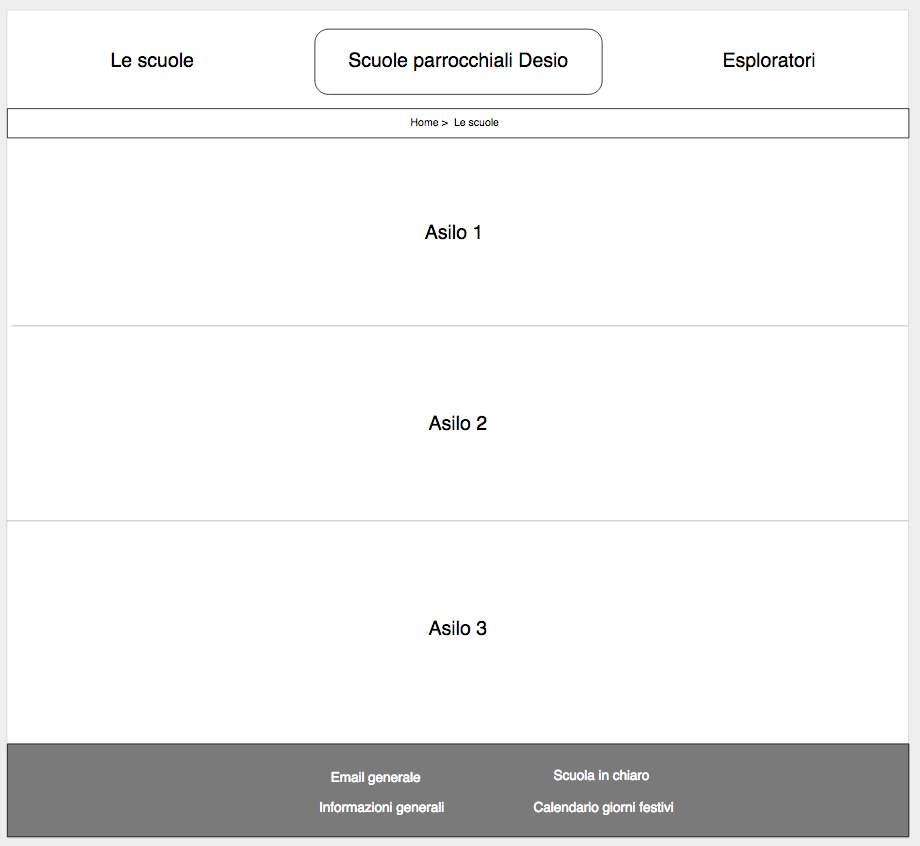 Le scuole
Scuole parrocchiali Desio
Esploratori
Home > Le scuole
Asilo 1
Asilo 2
Asilo 3
Email generale
Scuola in chiaro
Informazioni generali
Calendario giorni festivi